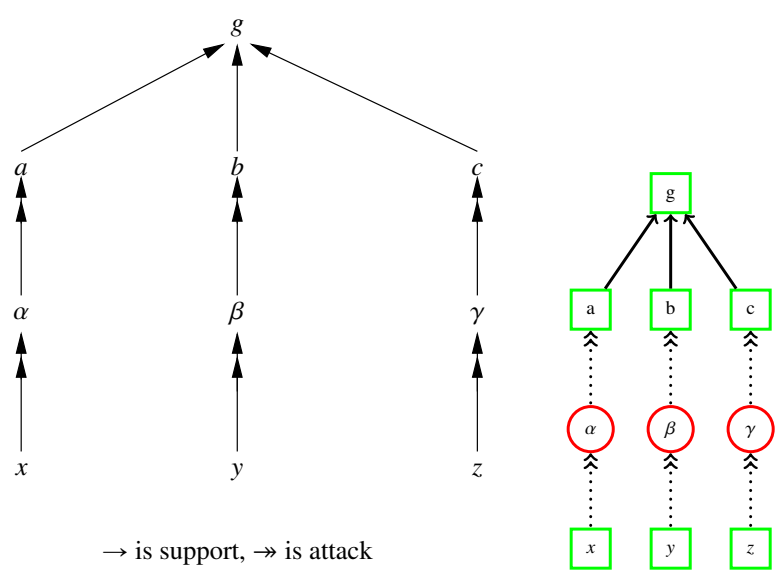 g
a b c
α β γ
x y z
→ is support, ↠ is attack
g
a b c
α β γ
x y z